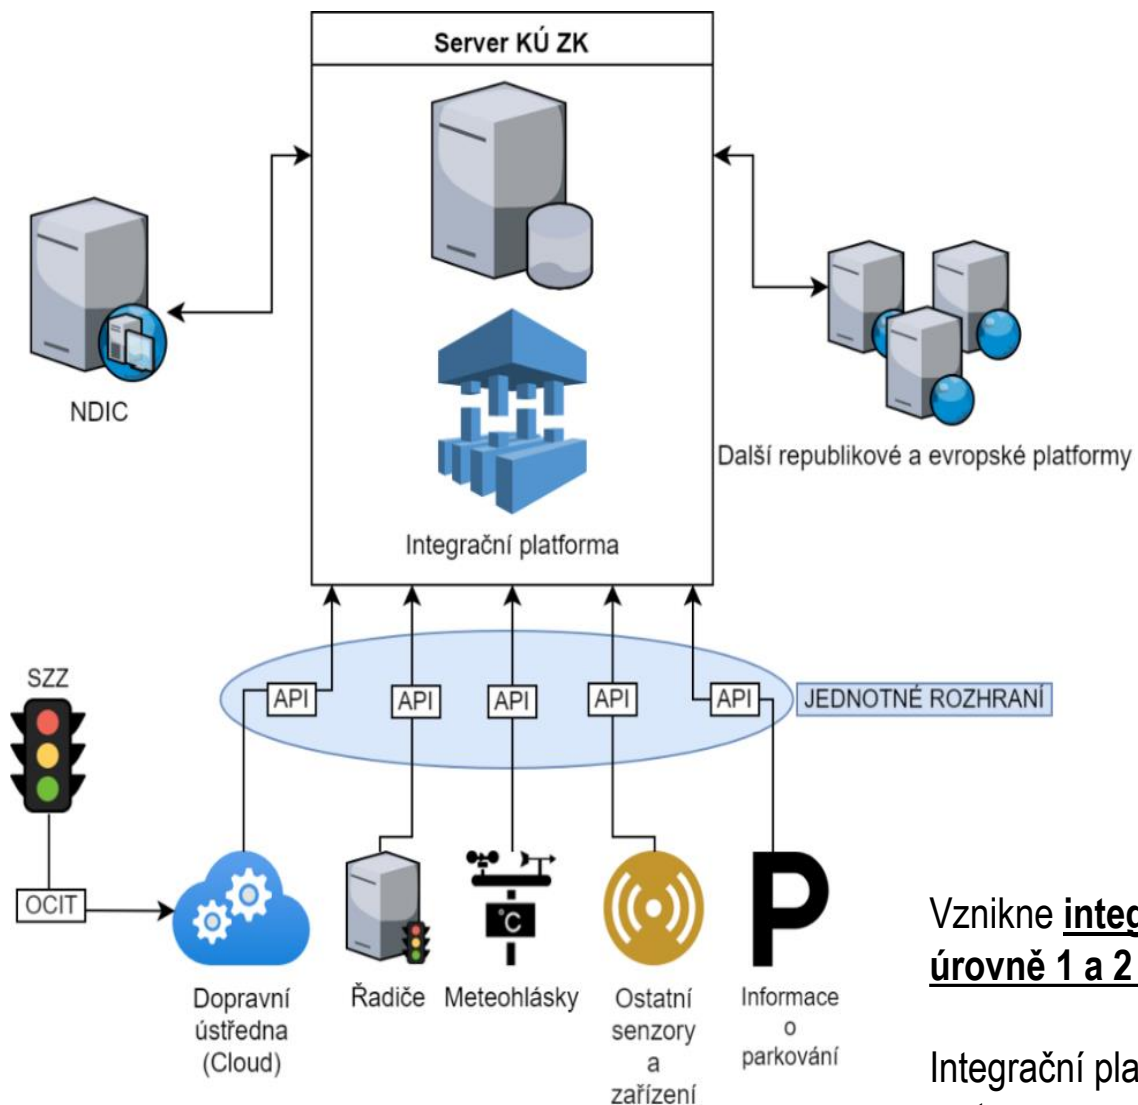 Server KÚ ZK
NDIC
Další republikové a evropské platformy
Integrační platforma
SZZ
API
API
API
API
API
JEDNOTNÉ ROZHRANÍ
OCIT
°C
P
Dopravní
ústředna
(Cloud)
Řadiče
Meteohlásky
Ostatní
senzory
a
zařízení
Informace
o
parkování
Vznikne
úrovně 1 a 2
Integrační